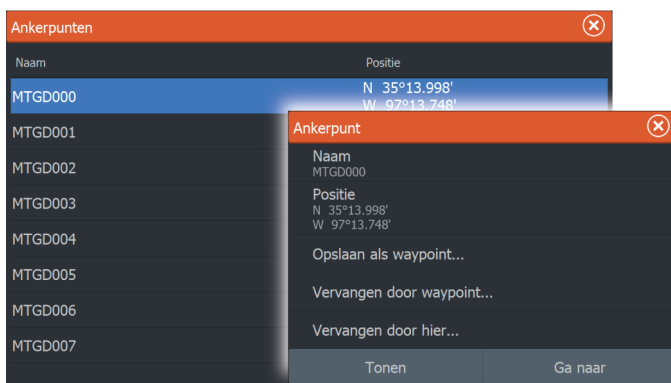 Ankerpunten
Naam Positie
MTGD000 N 35°13.998'
W 97°13.748'
MTGD001
MTGD002
MTGD003
MTGD004
MTGD005
MTGD006
MTGD007
Ankerpunt
Naam
MTGD000
Positie
N 35°13.998'
W 97°13.748'
Opslaan als waypoint...
Vervangen door waypoint...
Vervangen door hier...
Tonen Ga naar